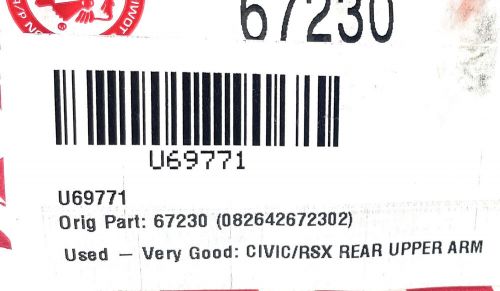 67230
U69771
U69771
Orig Part: 67230 (082642672302)
Used – Very Good: CIVIC/RSX REAR UPPER ARM